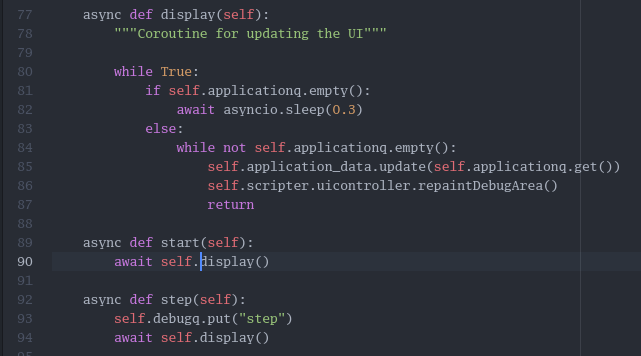 77 async def display(self):
78 """Coroutine for updating the UI"""
79
80 while True:
81 if self.applicationq.empty():
82 await asyncio.sleep(0.3)
83 else:
84 while not self.applicationq.empty():
85 self.application_data.update(self.applicationq.get())
86 self.scripter.uicontroller.repaintDebugArea()
87 return
88
89 async def start(self):
90 await self.display()
91
92 async def step(self):
93 self.debugq.put("step")
94 await self.display()
95